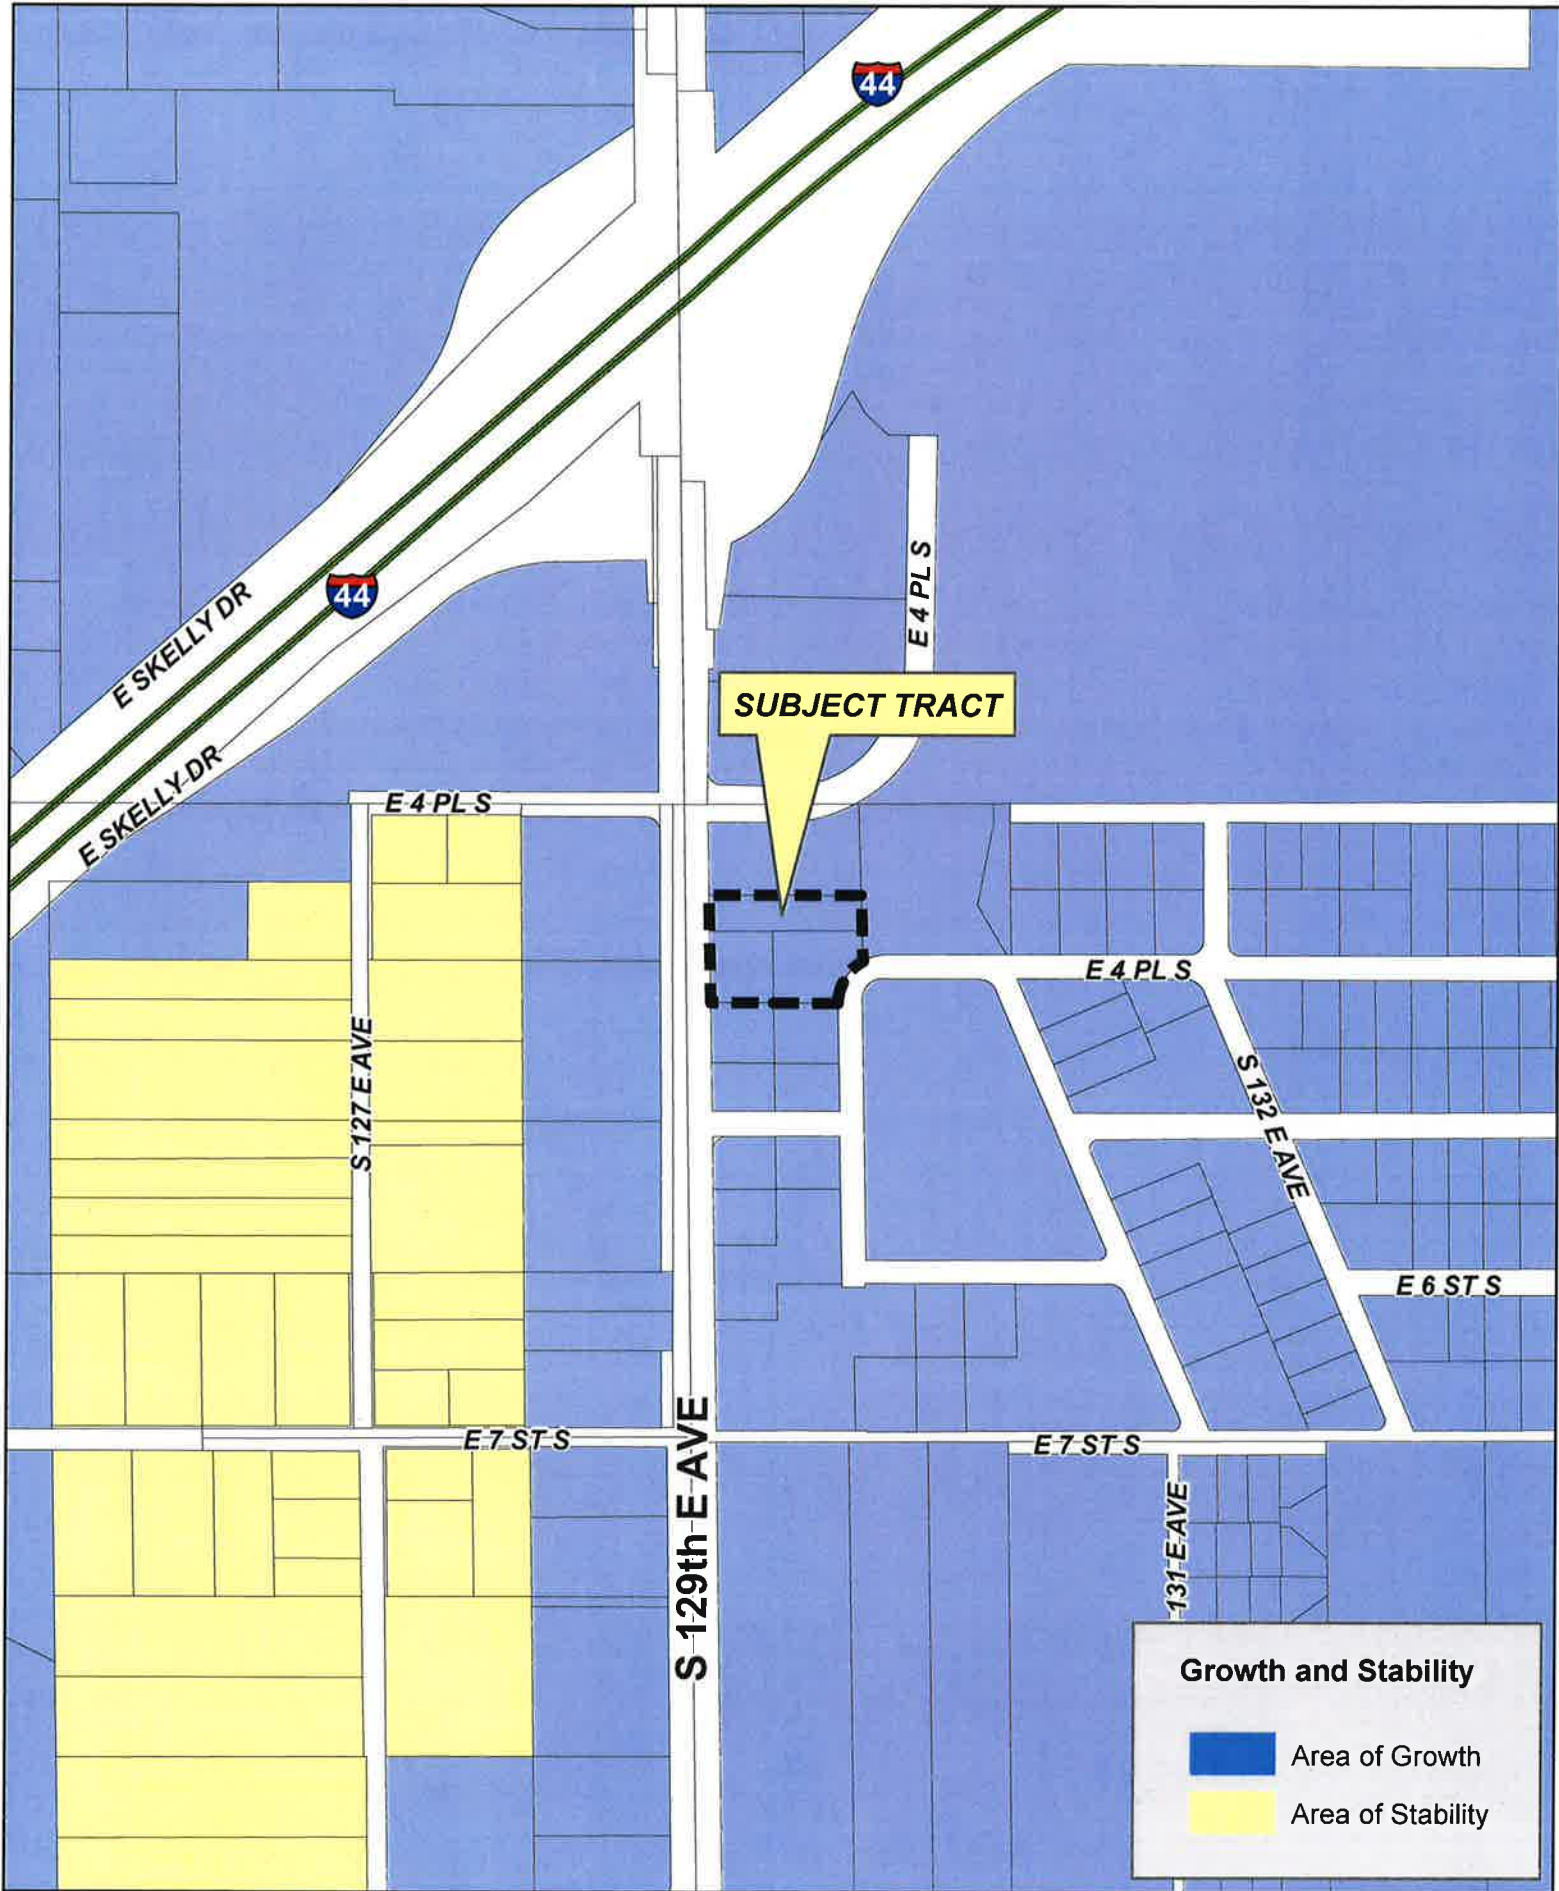 44
44
E SKELLY DR
E SKELLY DR
E 4 PL S
SUBJECT TRACT
E 4 PL S
E 4 PL S
S 127 E AVE
S 132 E AVE
E 6 ST S
E 7 ST S
E 7 ST S
S 129th E AVE
131 E AVE
Growth and Stability
Area of Growth
Area of Stability